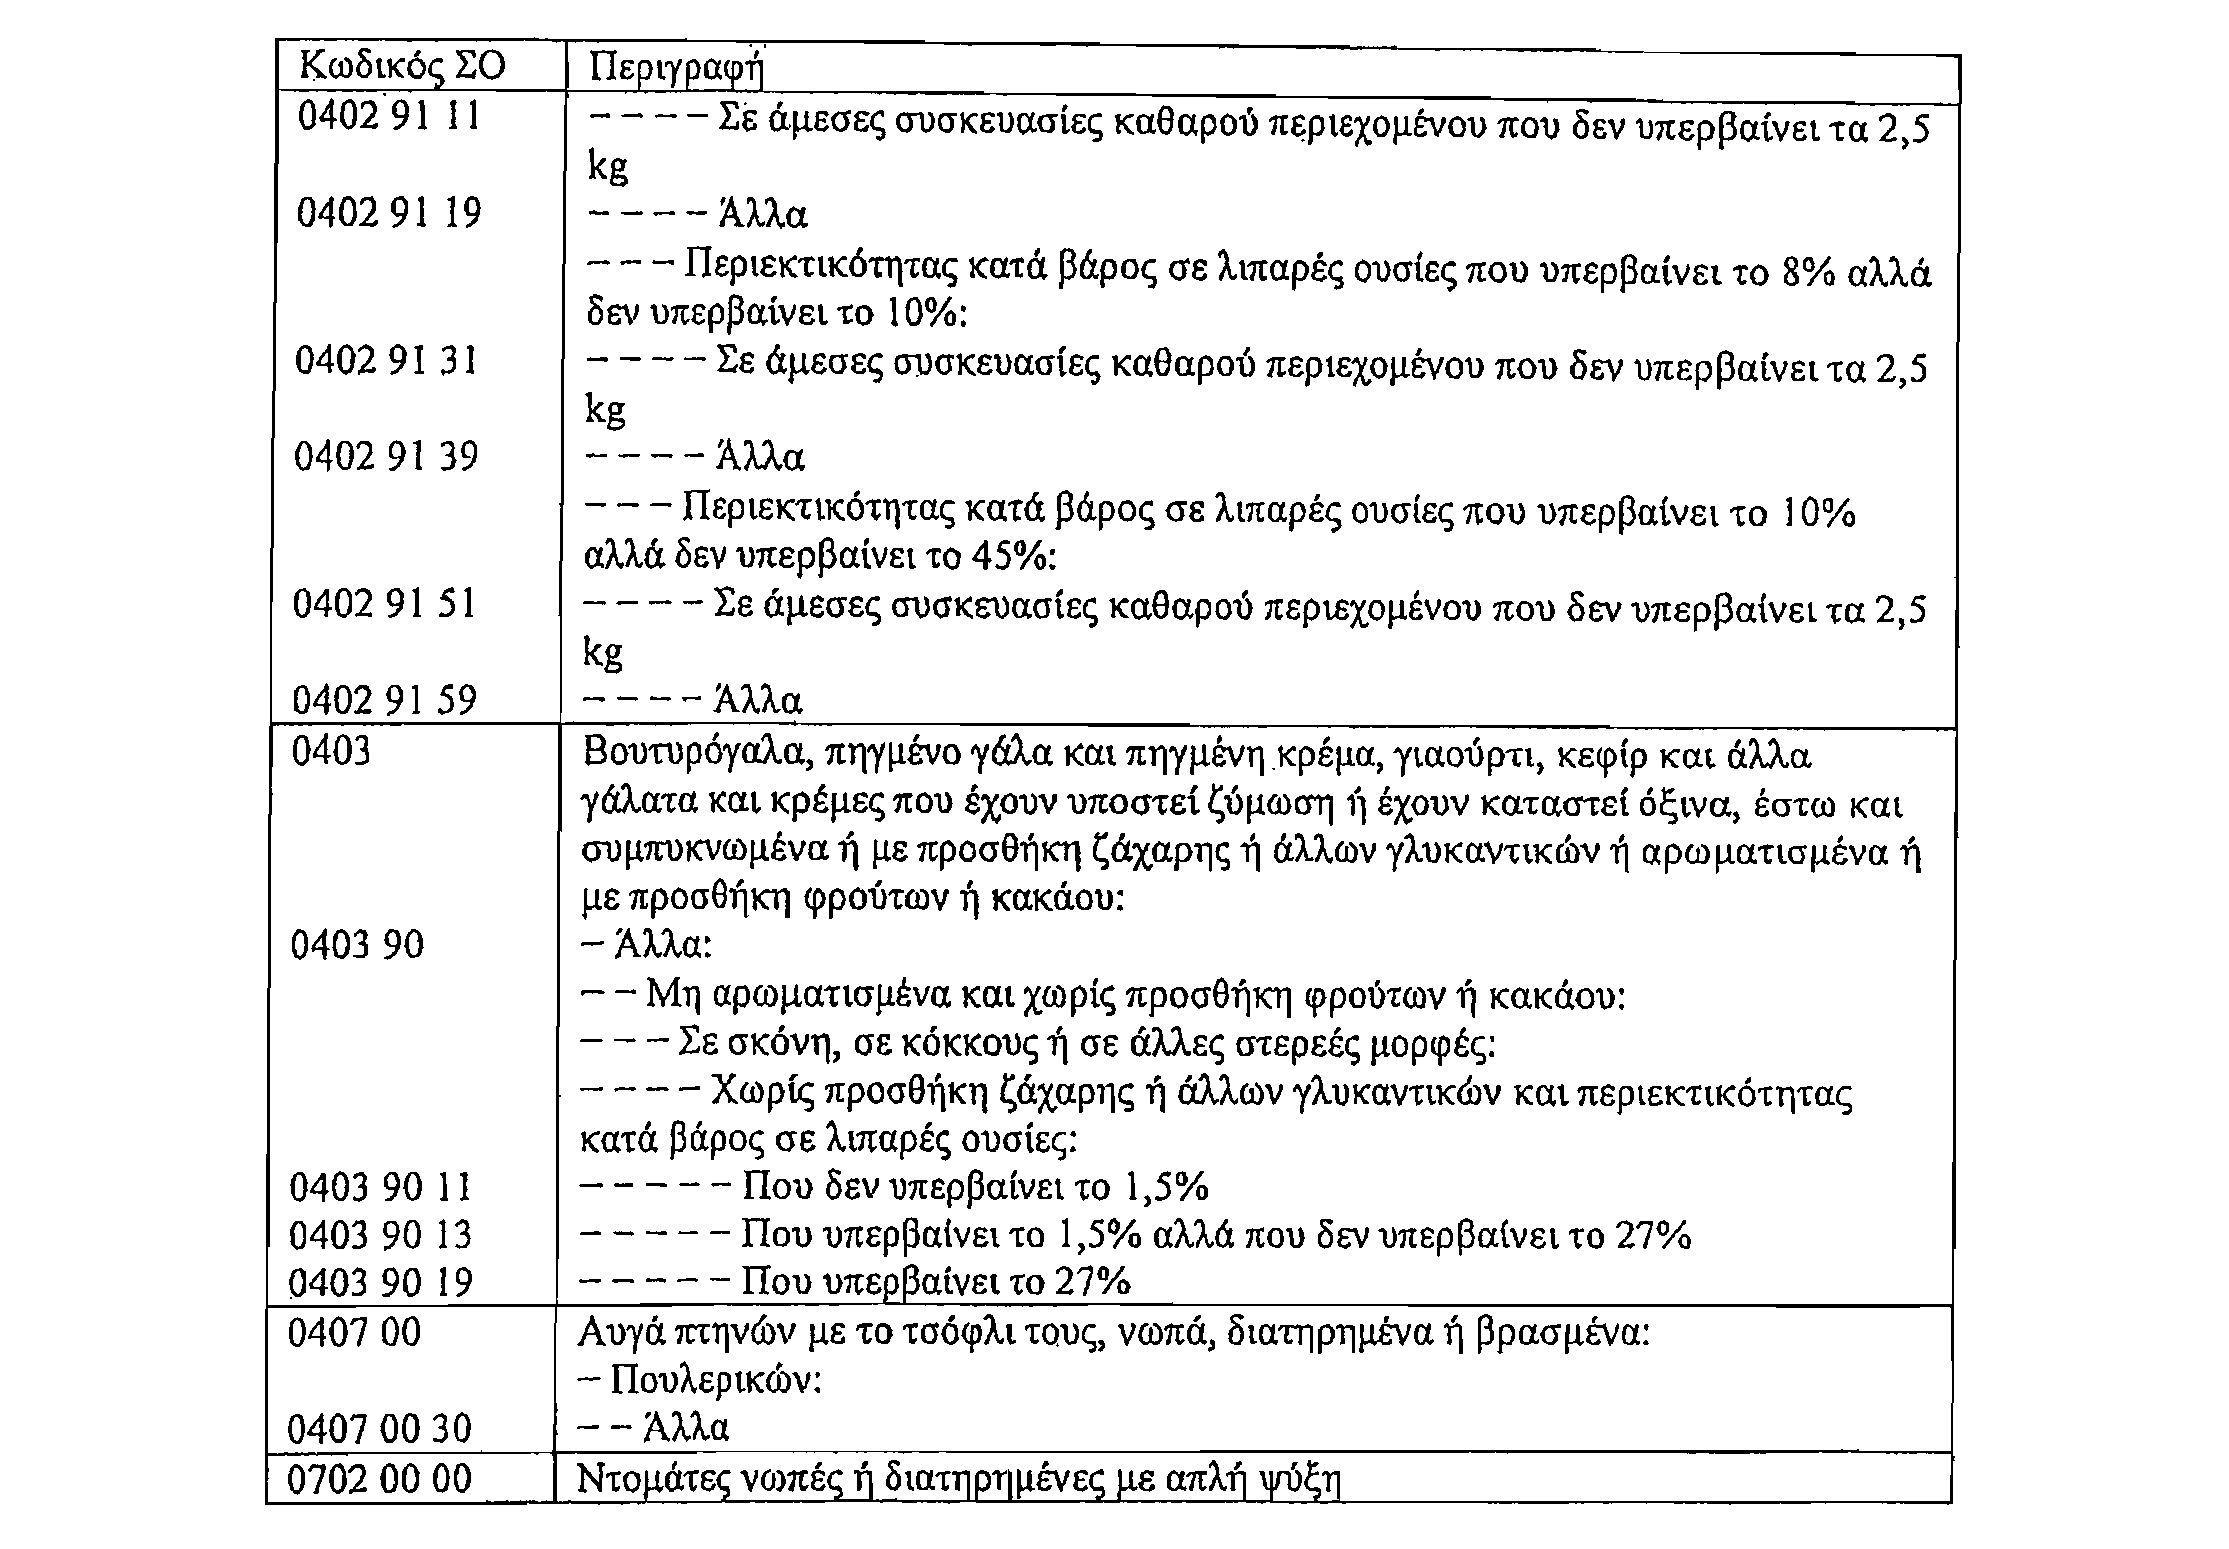 Κωδικός ΣΟ Περιγραφή
0402 91 11 – – – – Σε άμεσες συσκευασίες καθαρού περιεχομένου που δεν υπερβαίνει τα 2,5
kg
0402 91 19 – – – – Άλλα
– – – Περιεκτικότητας κατά βάρος σε λιπαρές ουσίες που υπερβαίνει το 8% αλλά
δεν υπερβαίνει το 10%:
0402 91 31 – – – – Σε άμεσες συσκευασίες καθαρού περιεχομένου που δεν υπερβαίνει τα 2,5
kg
0402 91 39 – – – – Άλλα
– – – Περιεκτικότητας κατά βάρος σε λιπαρές ουσίες που υπερβαίνει το 10%
αλλά δεν υπερβαίνει το 45%:
0402 91 51 – – – – Σε άμεσες συσκευασίες καθαρού περιεχομένου που δεν υπερβαίνει τα 2,5
kg
0402 91 59 – – – – Άλλα
0403 Βουτυρόγαλα, πηγμένο γάλα και πηγμένη κρέμα, γιαούρτι, κεφίρ και άλλα
γάλατα και κρέμες που έχουν υποστεί ζύμωση ή έχουν καταστεί όξινα, έστω και
συμπυκνωμένα ή με προσθήκη ζάχαρης ή άλλων γλυκαντικών ή αρωματισμένα ή
με προσθήκη φρούτων ή κακάου:
0403 90 – Άλλα:
– – Μη αρωματισμένα και χωρίς προσθήκη φρούτων ή κακάου:
– – – Σε σκόνη, σε κόκκους ή σε άλλες στερεές μορφές:
– – – – Χωρίς προσθήκη ζάχαρης ή άλλων γλυκαντικών και περιεκτικότητας
κατά βάρος σε λιπαρές ουσίες:
0403 90 11 – – – – – Που δεν υπερβαίνει το 1,5%
0403 90 13 – – – – – Που υπερβαίνει το 1,5% αλλά που δεν υπερβαίνει το 27%
0403 90 19 – – – – – Που υπερβαίνει το 27%
0407 00 Αυγά πτηνών με το τσόφλι τους, νωπά, διατηρημένα ή βρασμένα:
– Πουλερικών:
0407 00 30 – – Άλλα
0702 00 00 Ντομάτες νωπές ή διατηρημένες με απλή ψύξη